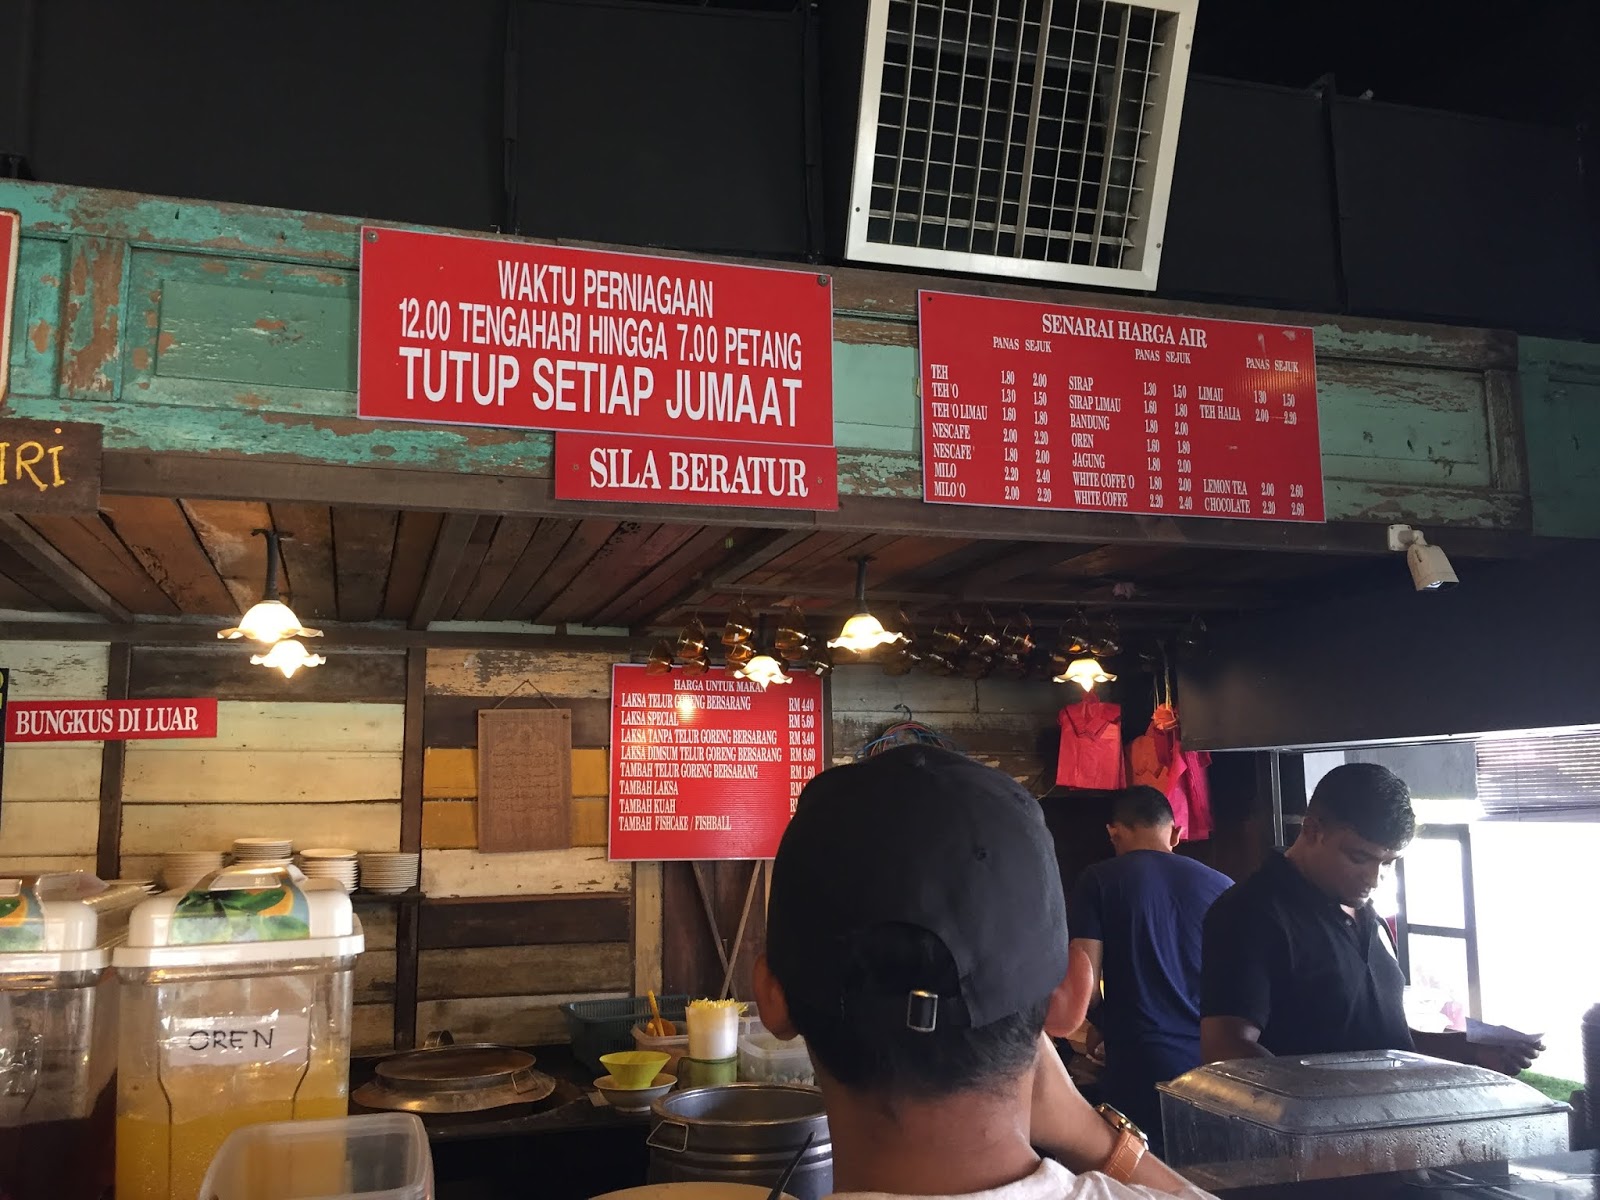 WAKTU PERNIAGAAN
12.00 TENGAHARI HINGGA 7.00 PETANG
TUTUP SETIAP JUMAAT
SILA BERATUR
SENARAI HARGA AIR
PANAS SEJUK
TEH 1.80 2.00
TEH'O 1.30 1.50
TEH'O LIMAU 1.60 1.80
NESCAFE 2.00 2.20
NESCAFE' 1.80 2.00
MILO 2.20 2.40
MILO'O 2.00 2.20
PANAS SEJUK
SIRAP 1.30 1.50
SIRAP LIMAU 1.60 1.80
BANDUNG 1.80 2.00
OREN 1.60 1.80
JAGUNG 1.80 2.00
WHITE COFFE'O 1.80 2.00
WHITE COFFE 2.20 2.40
PANAS SEJUK
LIMAU 1.30 1.50
TEH HALIA 2.00 2.20
LEMON TEA 2.00 2.60
CHOCOLATE 2.20 2.60
IRI
BUNGKUS DI LUAR
HARGA UNTUK MAKAN
LAKSA TELUR GORENG BERSARANG RM 4.40
LAKSA SPECIAL RM 5.60
LAKSA TANPA TELUR GORENG BERSARANG RM 3.40
LAKSA DIMSUM TELUR GORENG BERSARANG RM 8.60
TAMBAH TELUR GORENG BERSARANG RM 1.60
TAMBAH LAKSA RM
TAMBAH KUAH
TAMBAH FISHCAKE / FISHBALL
OREN